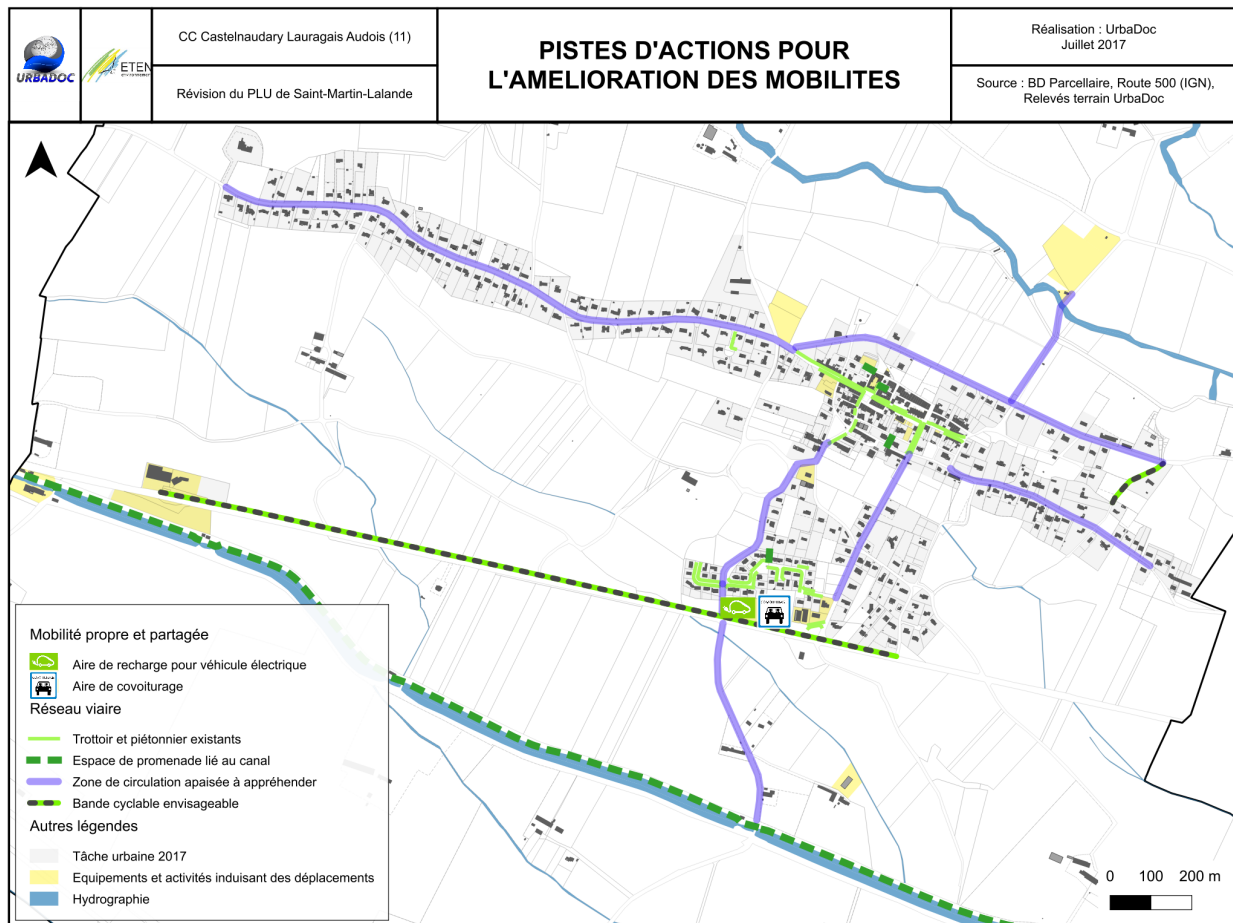 URBADOC
ETEN
environnement
CC Castelnaudary Lauragais Audois (11)
Révision du PLU de Saint-Martin-Lalande
PISTES D'ACTIONS POUR
L'AMELIORATION DES MOBILITES
Réalisation : UrbaDoc
Juillet 2017
Source : BD Parcellaire, Route 500 (IGN),
Relevés terrain UrbaDoc
Mobilité propre et partagée
Aire de recharge pour véhicule électrique
Aire de covoiturage
Réseau viaire
Trottoir et piétonnier existants
Espace de promenade lié au canal
Zone de circulation apaisée à appréhender
Bande cyclable envisageable
Autres légendes
Tâche urbaine 2017
Equipements et activités induisant des déplacements
Hydrographie
0 100 200 m